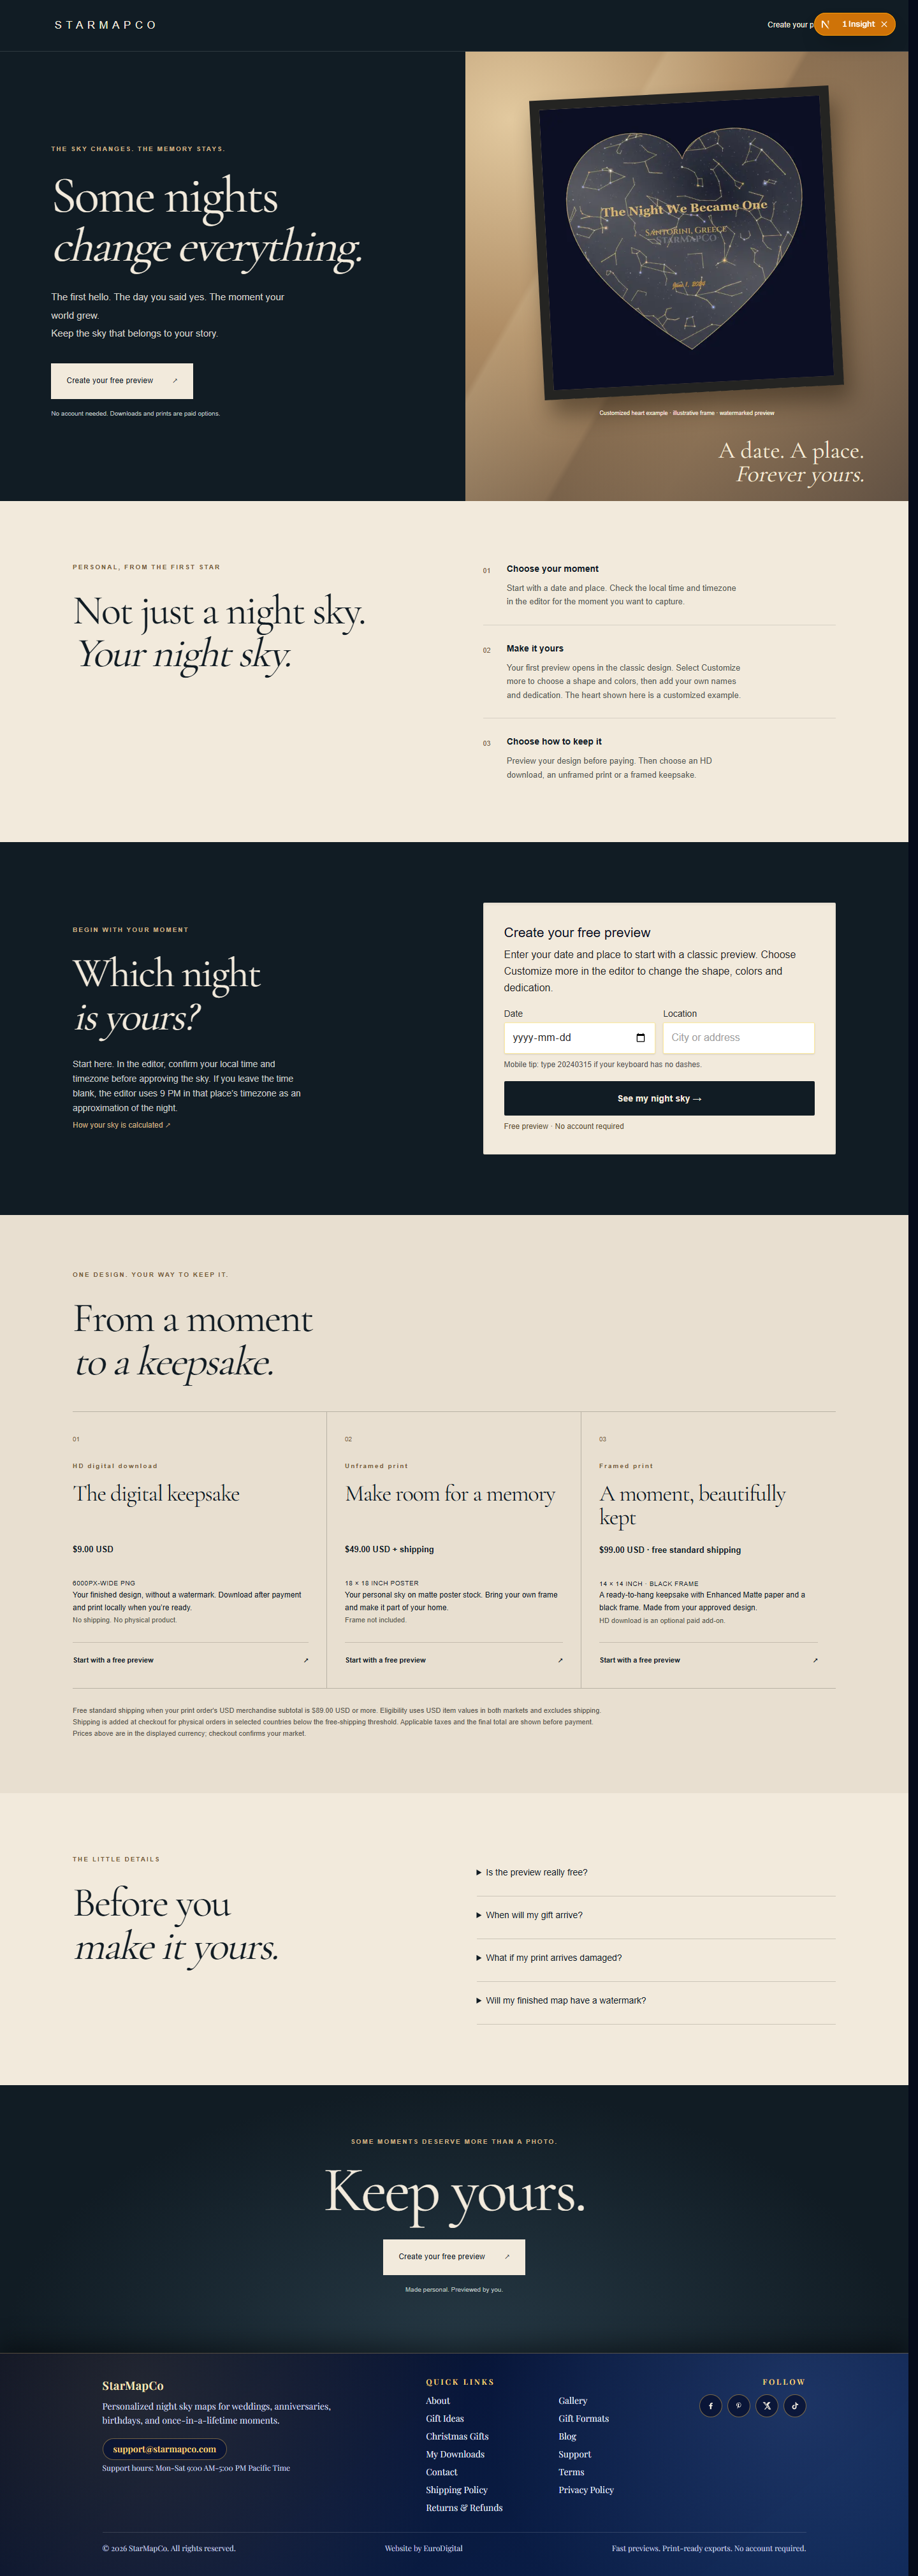 STARMAPCO
Create your p
1 Insight
THE SKY CHANGES. THE MEMORY STAYS.
Some nights
change everything.
The first hello. The day you said yes. The moment your
world grew.
Keep the sky that belongs to your story.
Create your free preview ↗
No account needed. Downloads and prints are paid options.
The Night We Became One
SANTORINI, GREECE
STARMAPCO
Customized heart example · illustrative frame · watermarked preview
A date. A place.
Forever yours.
PERSONAL, FROM THE FIRST STAR
Not just a night sky.
Your night sky.
01 Choose your moment
Start with a date and place. Check the local time and timezone
in the editor for the moment you want to capture.
02 Make it yours
Your first preview opens in the classic design. Select Customize
more to choose a shape and colors, then add your own names
and dedication. The heart shown here is a customized example.
03 Choose how to keep it
Preview your design before paying. Then choose an HD
download, an unframed print or a framed keepsake.
BEGIN WITH YOUR MOMENT
Which night
is yours?
Start here. In the editor, confirm your local time and
timezone before approving the sky. If you leave the time
blank, the editor uses 9 PM in that place's timezone as an
approximation of the night.
How your sky is calculated ↗
Create your free preview
Enter your date and place to start with a classic preview. Choose
Customize more in the editor to change the shape, colors and
dedication.
Date Location
yyyy-mm-dd City or address
Mobile tip: type 20240315 if your keyboard has no dashes.
See my night sky →
Free preview · No account required
ONE DESIGN. YOUR WAY TO KEEP IT.
From a moment
to a keepsake.
01
HD digital download
The digital keepsake
$9.00 USD
6000PX-WIDE PNG
Your finished design, without a watermark. Download after payment
and print locally when you're ready.
No shipping. No physical product.
Start with a free preview ↗
02
Unframed print
Make room for a memory
$49.00 USD + shipping
18 × 18 INCH POSTER
Your personal sky on matte poster stock. Bring your own frame
and make it part of your home.
Frame not included.
Start with a free preview ↗
03
Framed print
A moment, beautifully
kept
$99.00 USD · free standard shipping
14 × 14 INCH · BLACK FRAME
A ready-to-hang keepsake with Enhanced Matte paper and a
black frame. Made from your approved design.
HD download is an optional paid add-on.
Start with a free preview ↗
Free standard shipping when your print order's USD merchandise subtotal is $89.00 USD or more. Eligibility uses USD item values in both markets and excludes shipping.
Shipping is added at checkout for physical orders in selected countries below the free-shipping threshold. Applicable taxes and the final total are shown before payment.
Prices above are in the displayed currency; checkout confirms your market.
THE LITTLE DETAILS
Before you
make it yours.
Is the preview really free?
When will my gift arrive?
What if my print arrives damaged?
Will my finished map have a watermark?
SOME MOMENTS DESERVE MORE THAN A PHOTO.
Keep yours.
Create your free preview ↗
Made personal. Previewed by you.
StarMapCo
Personalized night sky maps for weddings, anniversaries,
birthdays, and once-in-a-lifetime moments.
support@starmapco.com
Support hours: Mon-Sat 9:00 AM-5:00 PM Pacific Time
QUICK LINKS
About
Gift Ideas
Christmas Gifts
My Downloads
Contact
Shipping Policy
Returns & Refunds
Gallery
Gift Formats
Blog
Support
Terms
Privacy Policy
FOLLOW
© 2026 StarMapCo. All rights reserved.
Website by EuroDigital
Fast previews. Print-ready exports. No account required.